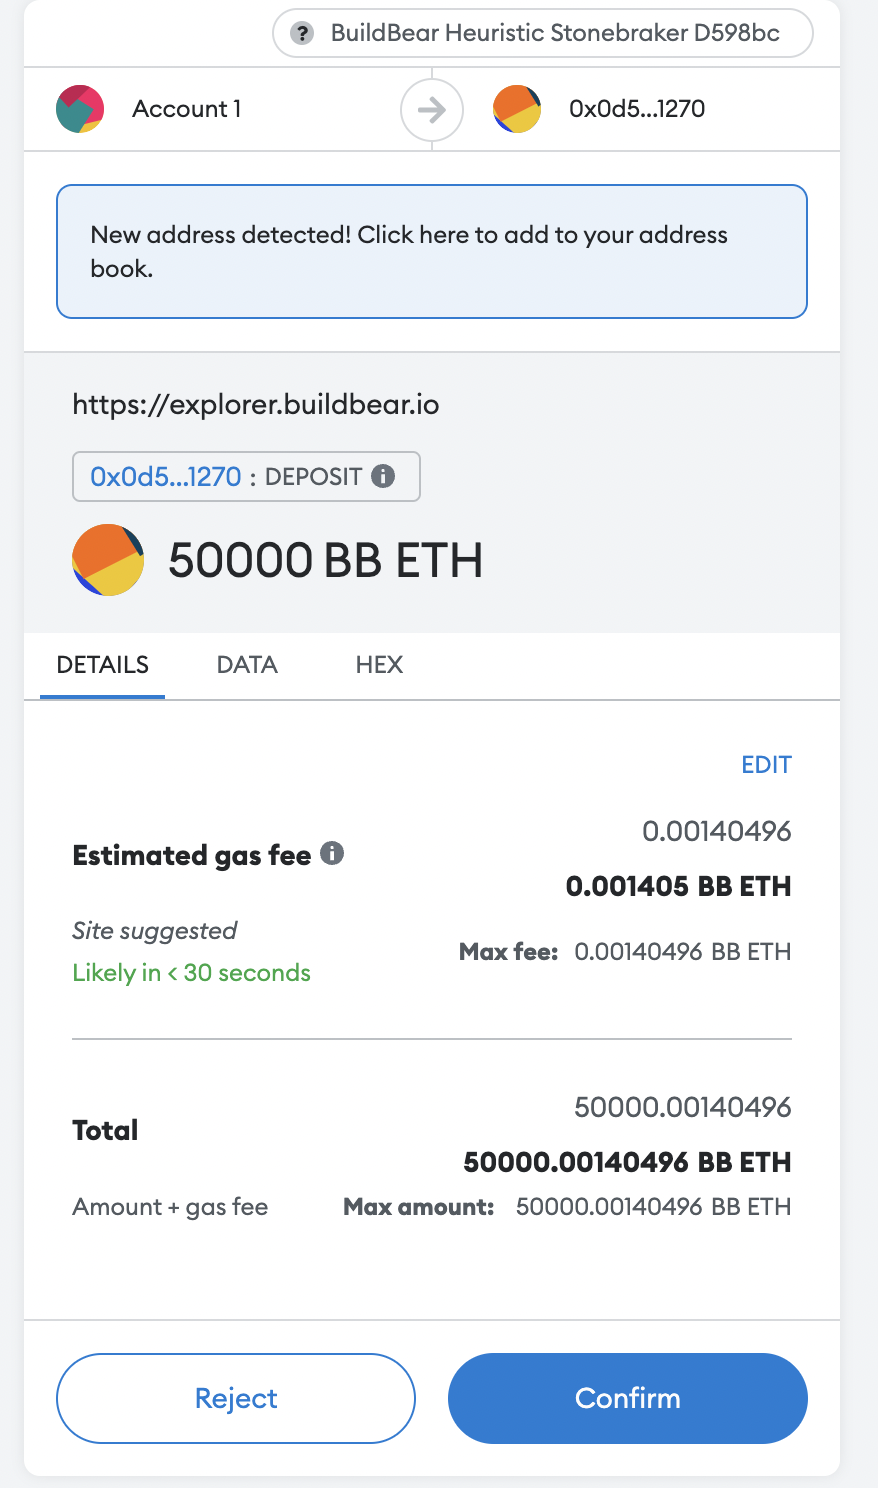 ? BuildBear Heuristic Stonebraker D598bc
Account 1
0x0d5...1270
New address detected! Click here to add to your address
book.
https://explorer.buildbear.io
0x0d5...1270 : DEPOSIT
50000 BB ETH
DETAILS DATA HEX
EDIT
0.00140496
Estimated gas fee
0.001405 BB ETH
Site suggested
Max fee: 0.00140496 BB ETH
Likely in < 30 seconds
50000.00140496
Total
50000.00140496 BB ETH
Amount + gas fee
Max amount: 50000.00140496 BB ETH
Reject
Confirm